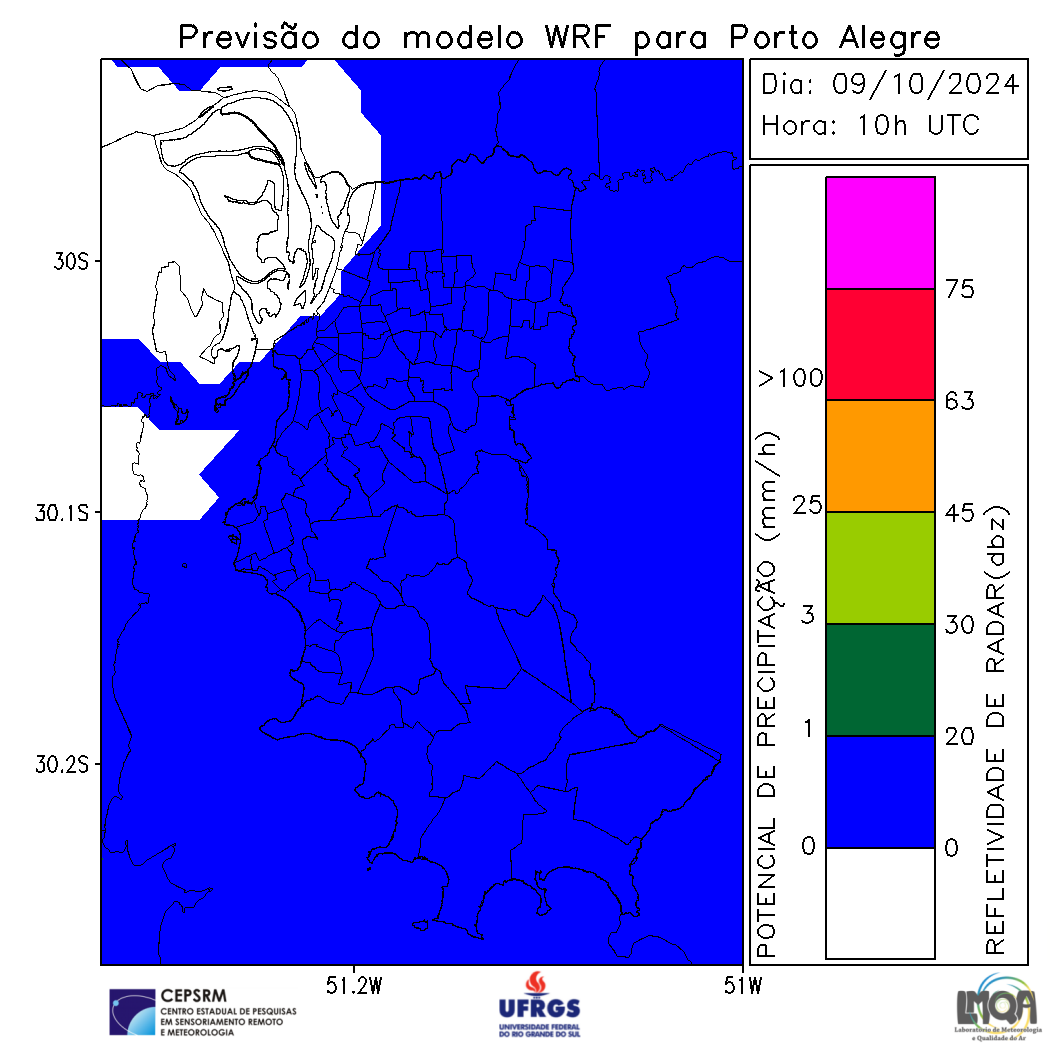 Previsão do modelo WRF para Porto Alegre
Dia: 09/10/2024
Hora: 10h UTC
30S
30.1S
30.2S
51.2W
51W
POTENCIAL DE PRECIPITAÇÃO (mm/h)
>100
25
3
1
0
75
63
45
30
20
0
REFLETIVIDADE DE RADAR(dbz)
CEPSRM
CENTRO ESTADUAL DE PESQUISAS
EM SENSORIAMENTO REMOTO
E METEOROLOGIA
UFRGS
UNIVERSIDADE FEDERAL
DO RIO GRANDE DO SUL
LMQA
Laboratório de Meteorologia
e Qualidade do Ar